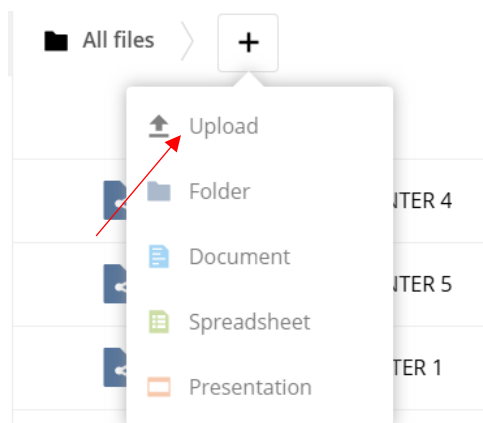 All files
+
Upload
Folder
NTER 4
Document
NTER 5
Spreadsheet
TER 1
Presentation